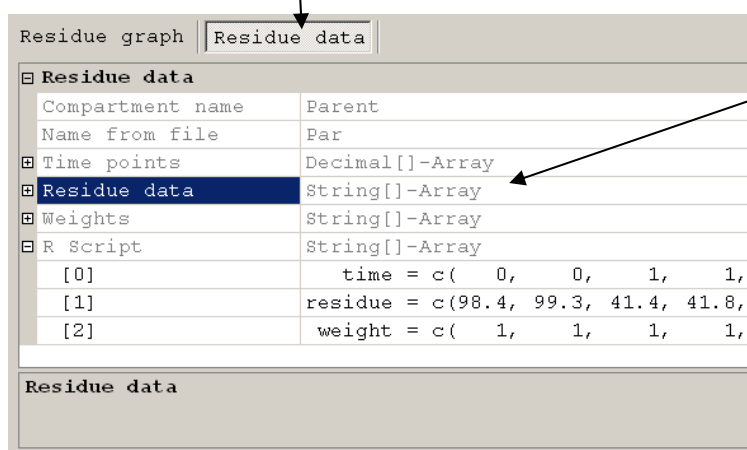 Residue graph Residue data
Residue data
Compartment name Parent
Name from file Par
Time points Decimal[]-Array
Residue data String[]-Array
Weights String[]-Array
R Script String[]-Array
[0] time = c( 0, 0, 1, 1,
[1] residue = c(98.4, 99.3, 41.4, 41.8,
[2] weight = c( 1, 1, 1, 1,
Residue data